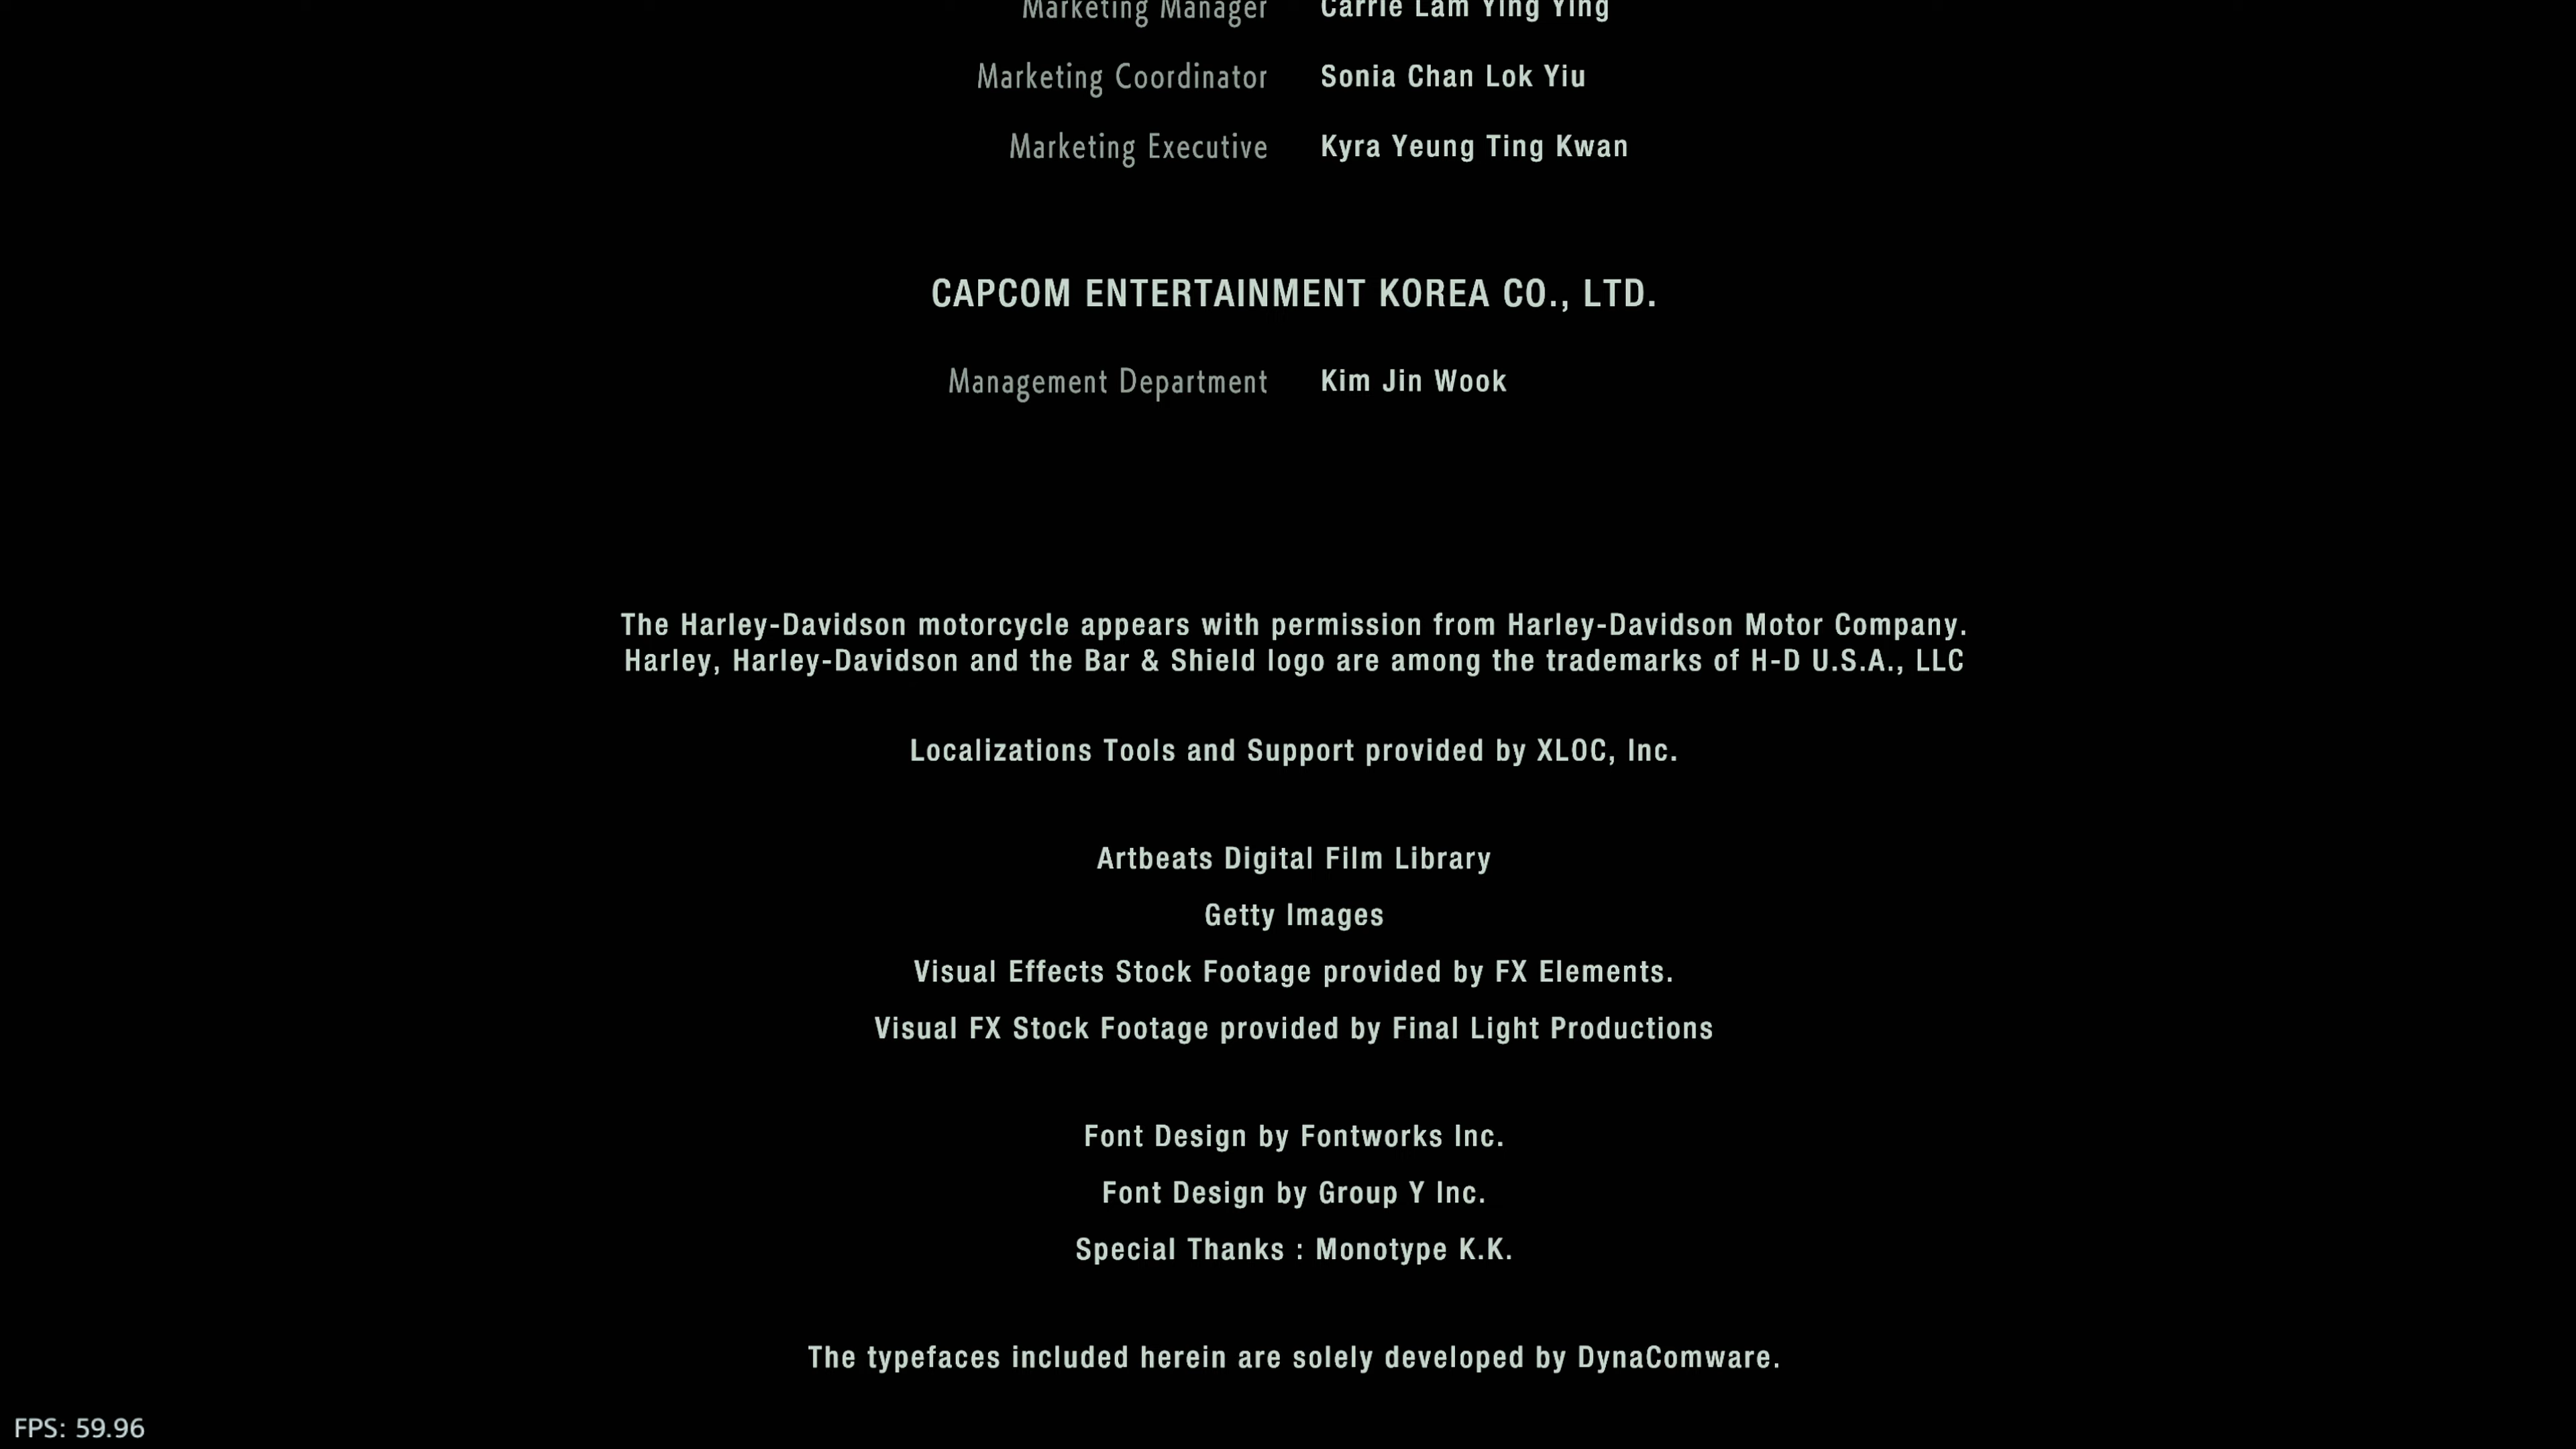 Marketing Manager Carrie Lam Ying Ying
Marketing Coordinator Sonia Chan Lok Yiu
Marketing Executive Kyra Yeung Ting Kwan
CAPCOM ENTERTAINMENT KOREA CO., LTD.
Management Department Kim Jin Wook
The Harley-Davidson motorcycle appears with permission from Harley-Davidson Motor Company.
Harley, Harley-Davidson and the Bar & Shield logo are among the trademarks of H-D U.S.A., LLC
Localizations Tools and Support provided by XLOC, Inc.
Artbeats Digital Film Library
Getty Images
Visual Effects Stock Footage provided by FX Elements.
Visual FX Stock Footage provided by Final Light Productions
Font Design by Fontworks Inc.
Font Design by Group Y Inc.
Special Thanks : Monotype K.K.
The typefaces included herein are solely developed by DynaComware.
FPS: 59.96